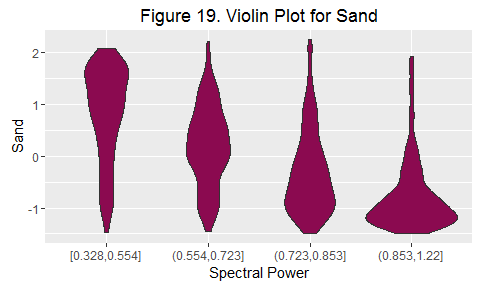 Figure 19. Violin Plot for Sand
2
1
0
-1
Sand
[0.328,0.554]
(0.554,0.723]
(0.723,0.853]
(0.853,1.22]
Spectral Power